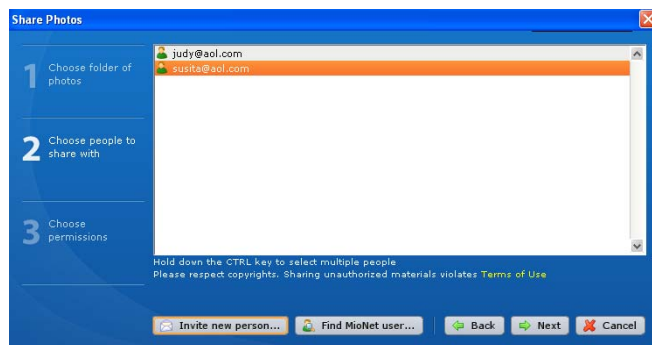 Share Photos
1 Choose folder of
photos
2 Choose people to
share with
3 Choose
permissions
judy@aol.com
susita@aol.com
Hold down the CTRL key to select multiple people
Please respect copyrights. Sharing unauthorized materials violates Terms of Use
Invite new person... Find MioNet user... Back Next Cancel